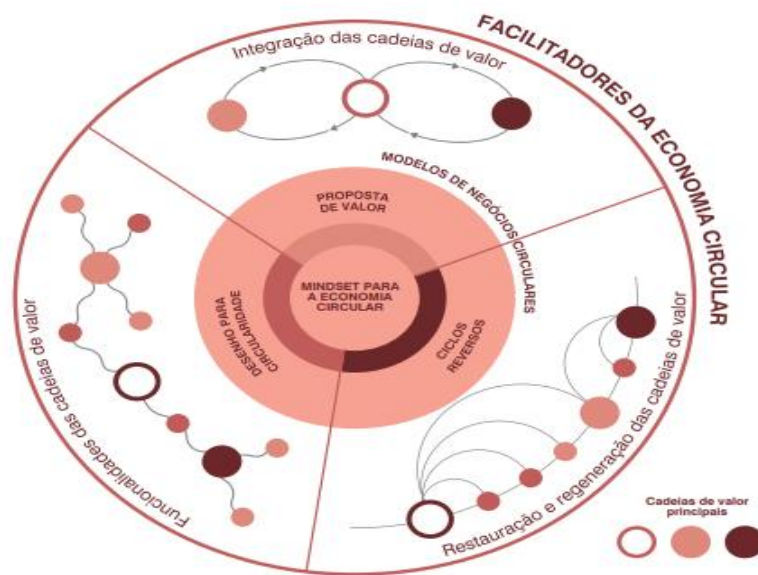 FACILITADORES DA ECONOMIA CIRCULAR
Integração das cadeias de valor
MODELOS DE NEGÓCIOS CIRCULARES
PROPOSTA
DE VALOR
MINDSET PARA
A ECONOMIA
CIRCULAR
DESENHO PARA
CIRCULARIDADE
CICLOS
REVERSOS
Funcionalidades das cadeias de valor
Restauração e regeneração das cadeias de valor
Cadeias de valor
principais